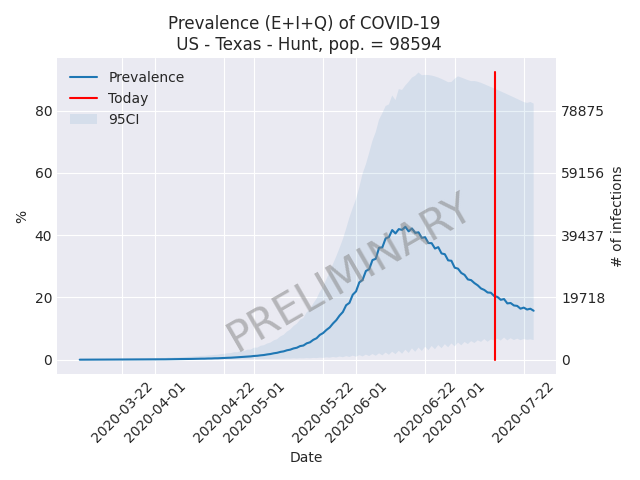 Prevalence (E+I+Q) of COVID-19
US - Texas - Hunt, pop. = 98594
Prevalence
Today
95CI
PRELIMINARY
%
80
60
40
20
0
78875
59156
39437
19718
0
# of infections
2020-03-22
2020-04-01
2020-04-22
2020-05-01
2020-05-22
2020-06-01
2020-06-22
2020-07-01
2020-07-22
Date